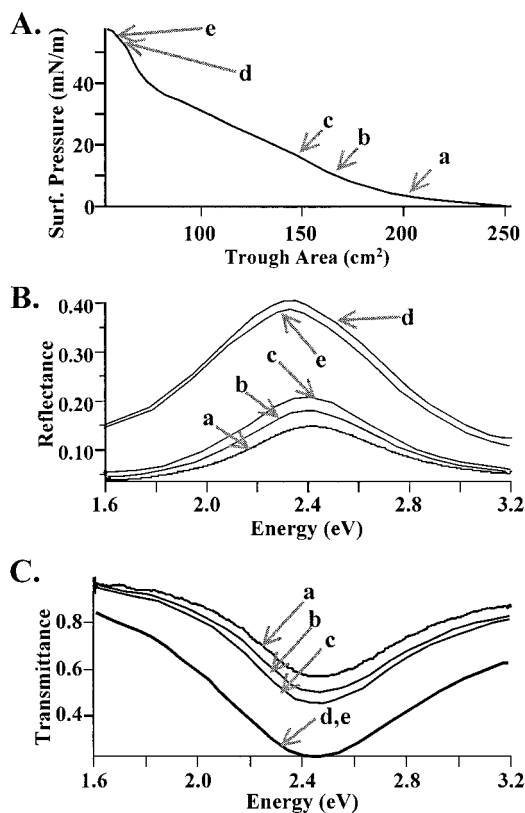 A.
Surf. Pressure (mN/m)
40
20
0
e
d
c
b
a
100
150
200
250
Trough Area (cm²)
B.
Reflectance
0.40
0.30
0.20
0.10
d
e
c
b
a
1.6
2.0
2.4
2.8
3.2
Energy (eV)
C.
Transmittance
0.8
0.6
0.4
a
b
c
d,e
1.6
2.0
2.4
2.8
3.2
Energy (eV)